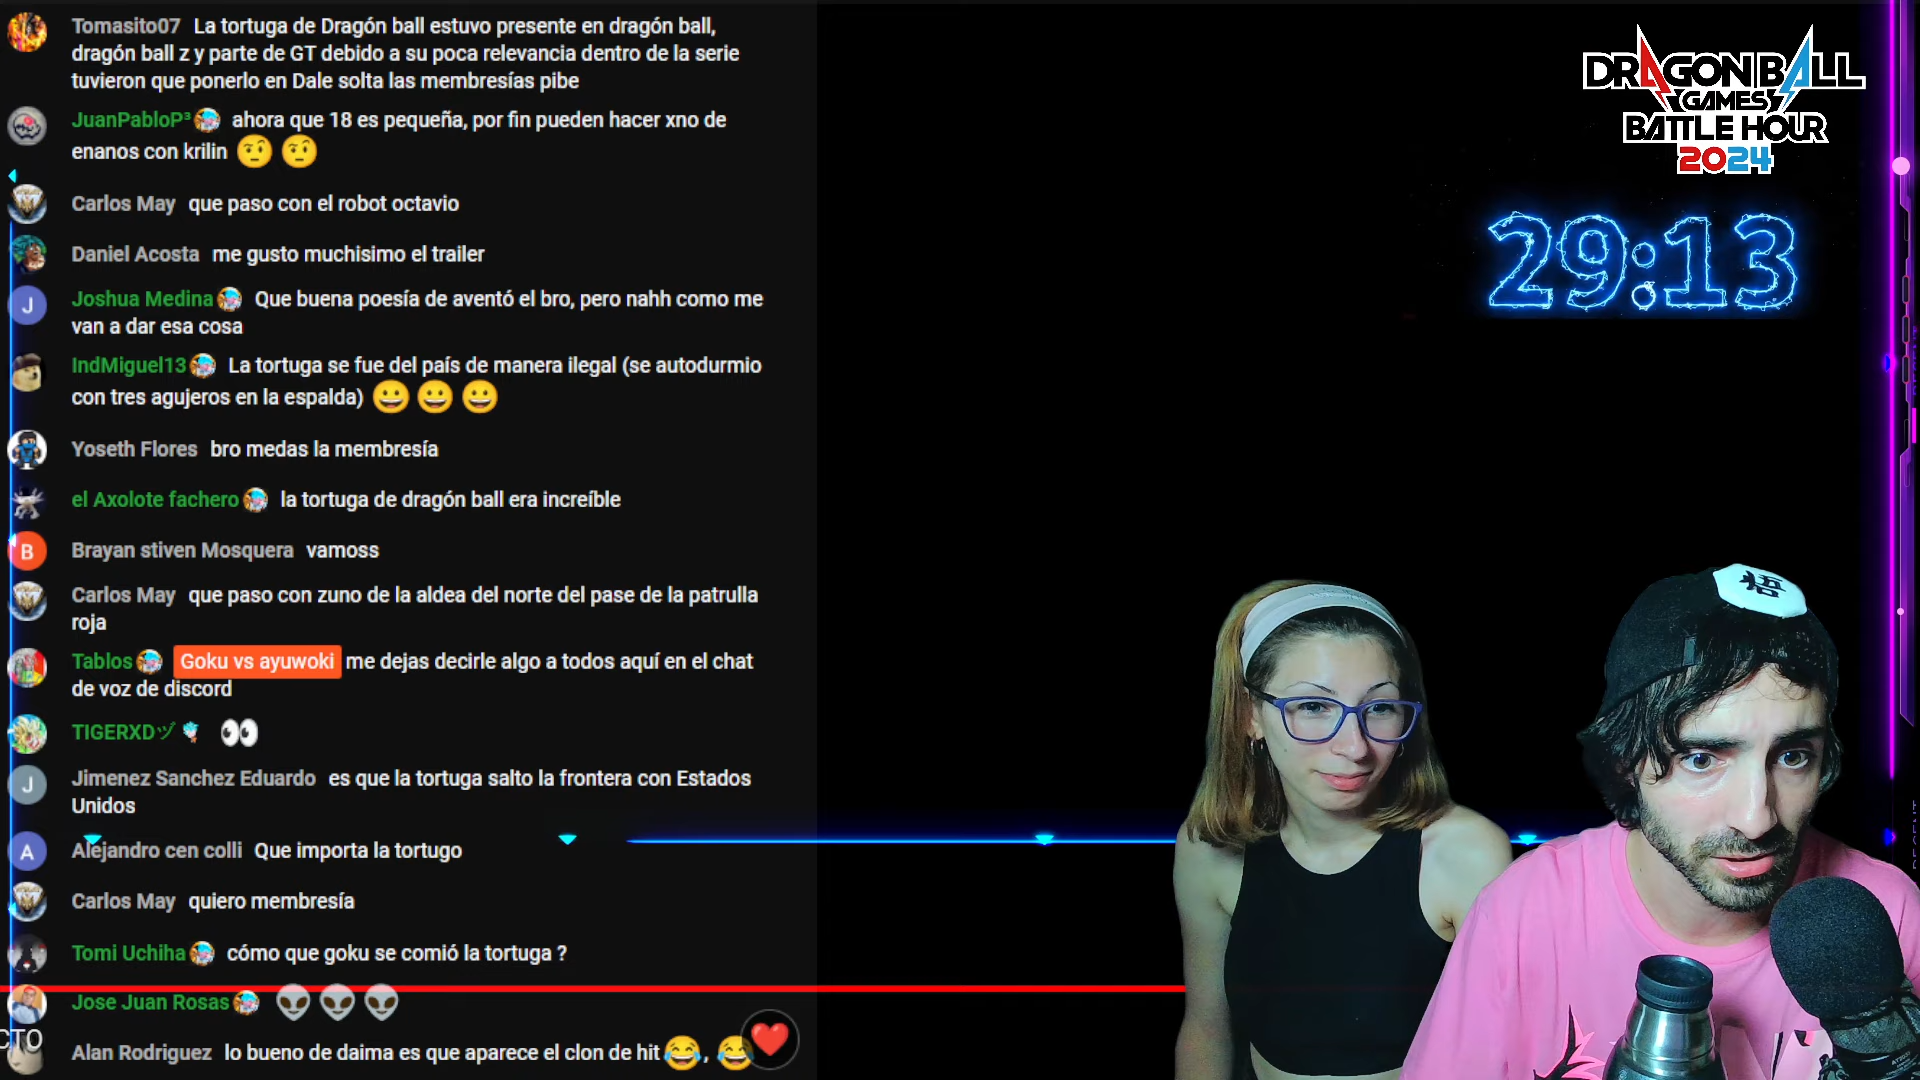 Tomasito07 La tortuga de Dragón ball estuvo presente en dragón ball,
dragón ball z y parte de GT debido a su poca relevancia dentro de la serie
tuvieron que ponerlo en Dale solta las membresías pibe
JuanPabloP³ ahora que 18 es pequeña, por fin pueden hacer xno de
enanos con krilin 🤨 🤨
Carlos May que paso con el robot octavio
Daniel Acosta me gusto muchisimo el trailer
J
Joshua Medina Que buena poesía de aventó el bro, pero nahh como me
van a dar esa cosa
IndMiguel13 La tortuga se fue del país de manera ilegal (se autodurmio
con tres agujeros en la espalda) 😀 😀 😀
Yoseth Flores bro medas la membresía
el Axolote fachero la tortuga de dragón ball era increíble
B
Brayan stiven Mosquera vamoss
Carlos May que paso con zuno de la aldea del norte del pase de la patrulla
roja
Tablos Goku vs ayuwoki me dejas decirle algo a todos aquí en el chat
de voz de discord
TIGERXDヅ 👀
J
Jimenez Sanchez Eduardo es que la tortuga salto la frontera con Estados
Unidos
A
Alejandro cen colli Que importa la tortugo
Carlos May quiero membresía
Tomi Uchiha cómo que goku se comió la tortuga ?
Jose Juan Rosas 👽 👽 👽
CTO
Alan Rodriguez lo bueno de daima es que aparece el clon de hit😂, 😂
DRAGON BALL
GAMES
BATTLE HOUR
2024
29:13
悟